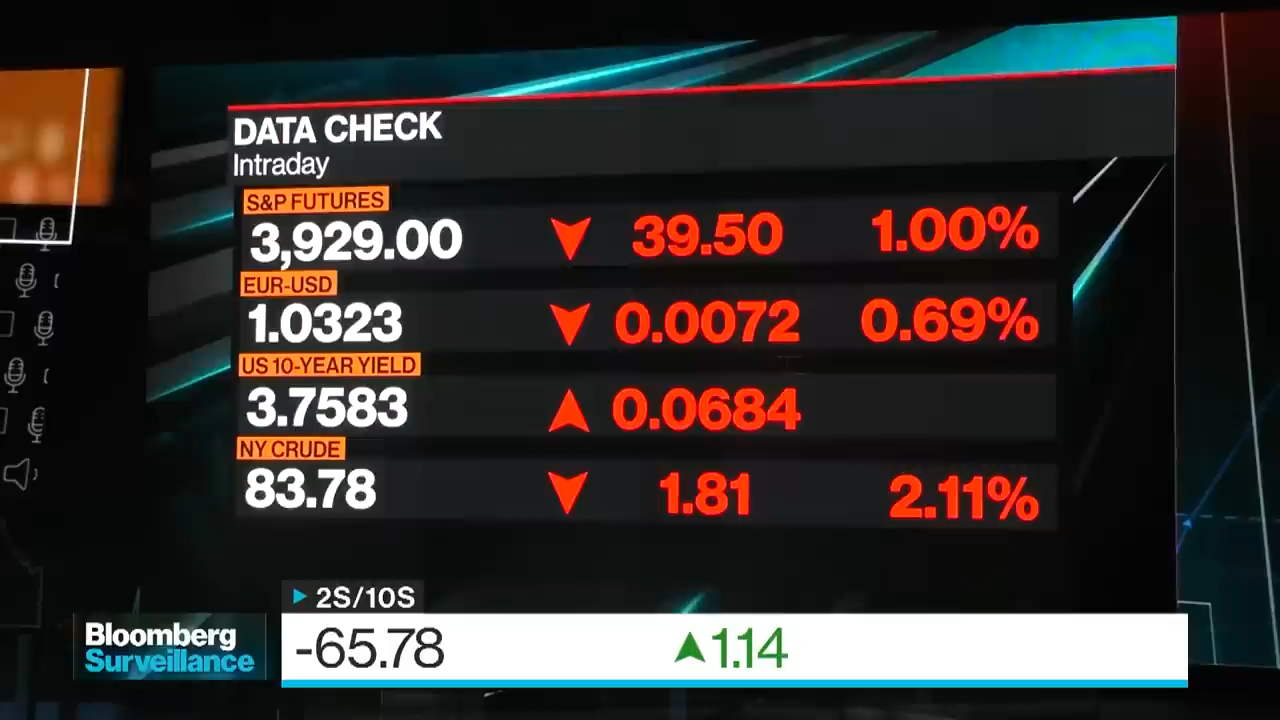 DATA CHECK
Intraday
S&P FUTURES
3,929.00 ▼ 39.50 1.00%
EUR-USD
1.0323 ▼ 0.0072 0.69%
US 10-YEAR YIELD
3.7583 ▲ 0.0684
NY CRUDE
83.78 ▼ 1.81 2.11%
▶ 2S/10S
-65.78 ▲1.14
Bloomberg
Surveillance